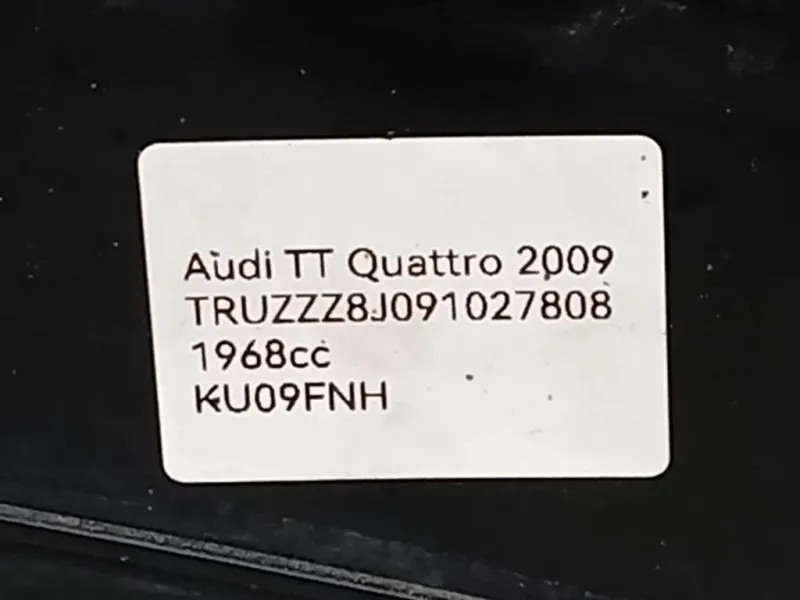 Audi TT Quattro 2009
TRUZZZ8J091027808
1968cc
KU09FNH